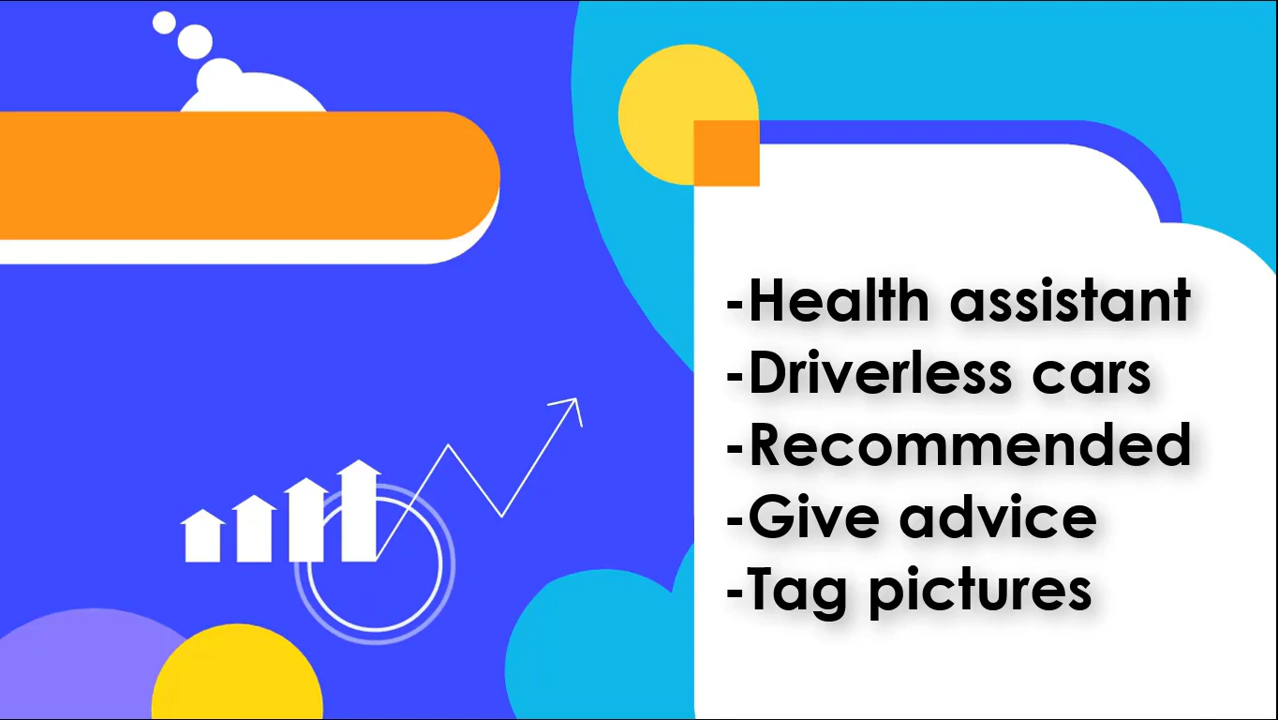 -Health assistant
-Driverless cars
-Recommended
-Give advice
-Tag pictures